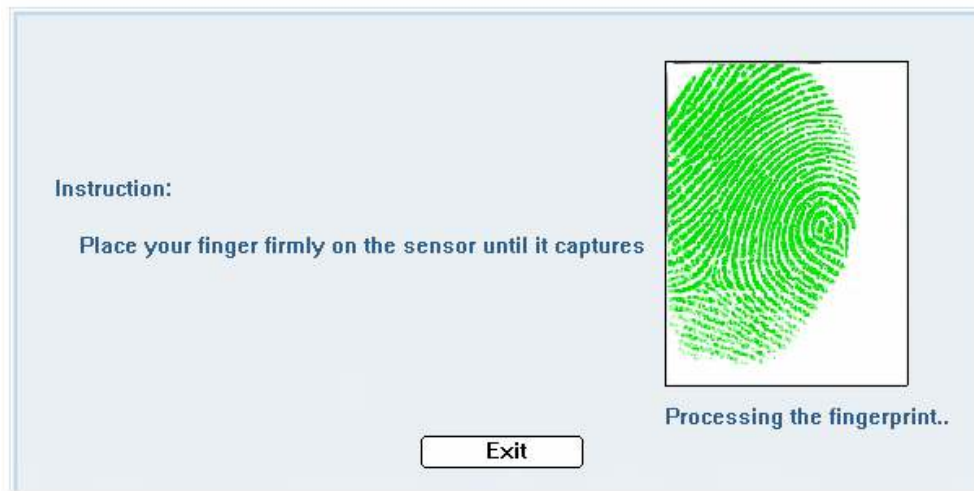 Instruction:
Place your finger firmly on the sensor until it captures
Processing the fingerprint..
Exit